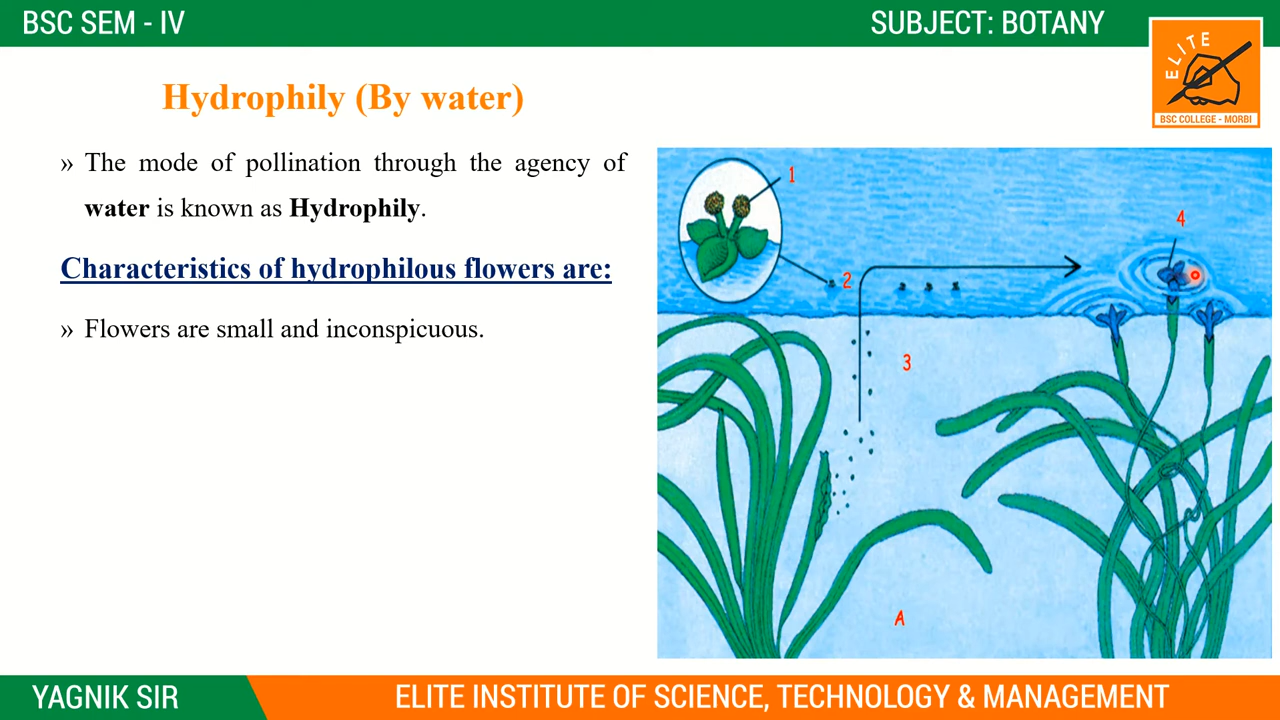 BSC SEM - IV
SUBJECT: BOTANY
ELITE
BSC COLLEGE - MORBI
Hydrophily (By water)
» The mode of pollination through the agency of
water is known as Hydrophily.
Characteristics of hydrophilous flowers are:
» Flowers are small and inconspicuous.
1
2
3
4
A
YAGNIK SIR
ELITE INSTITUTE OF SCIENCE, TECHNOLOGY & MANAGEMENT